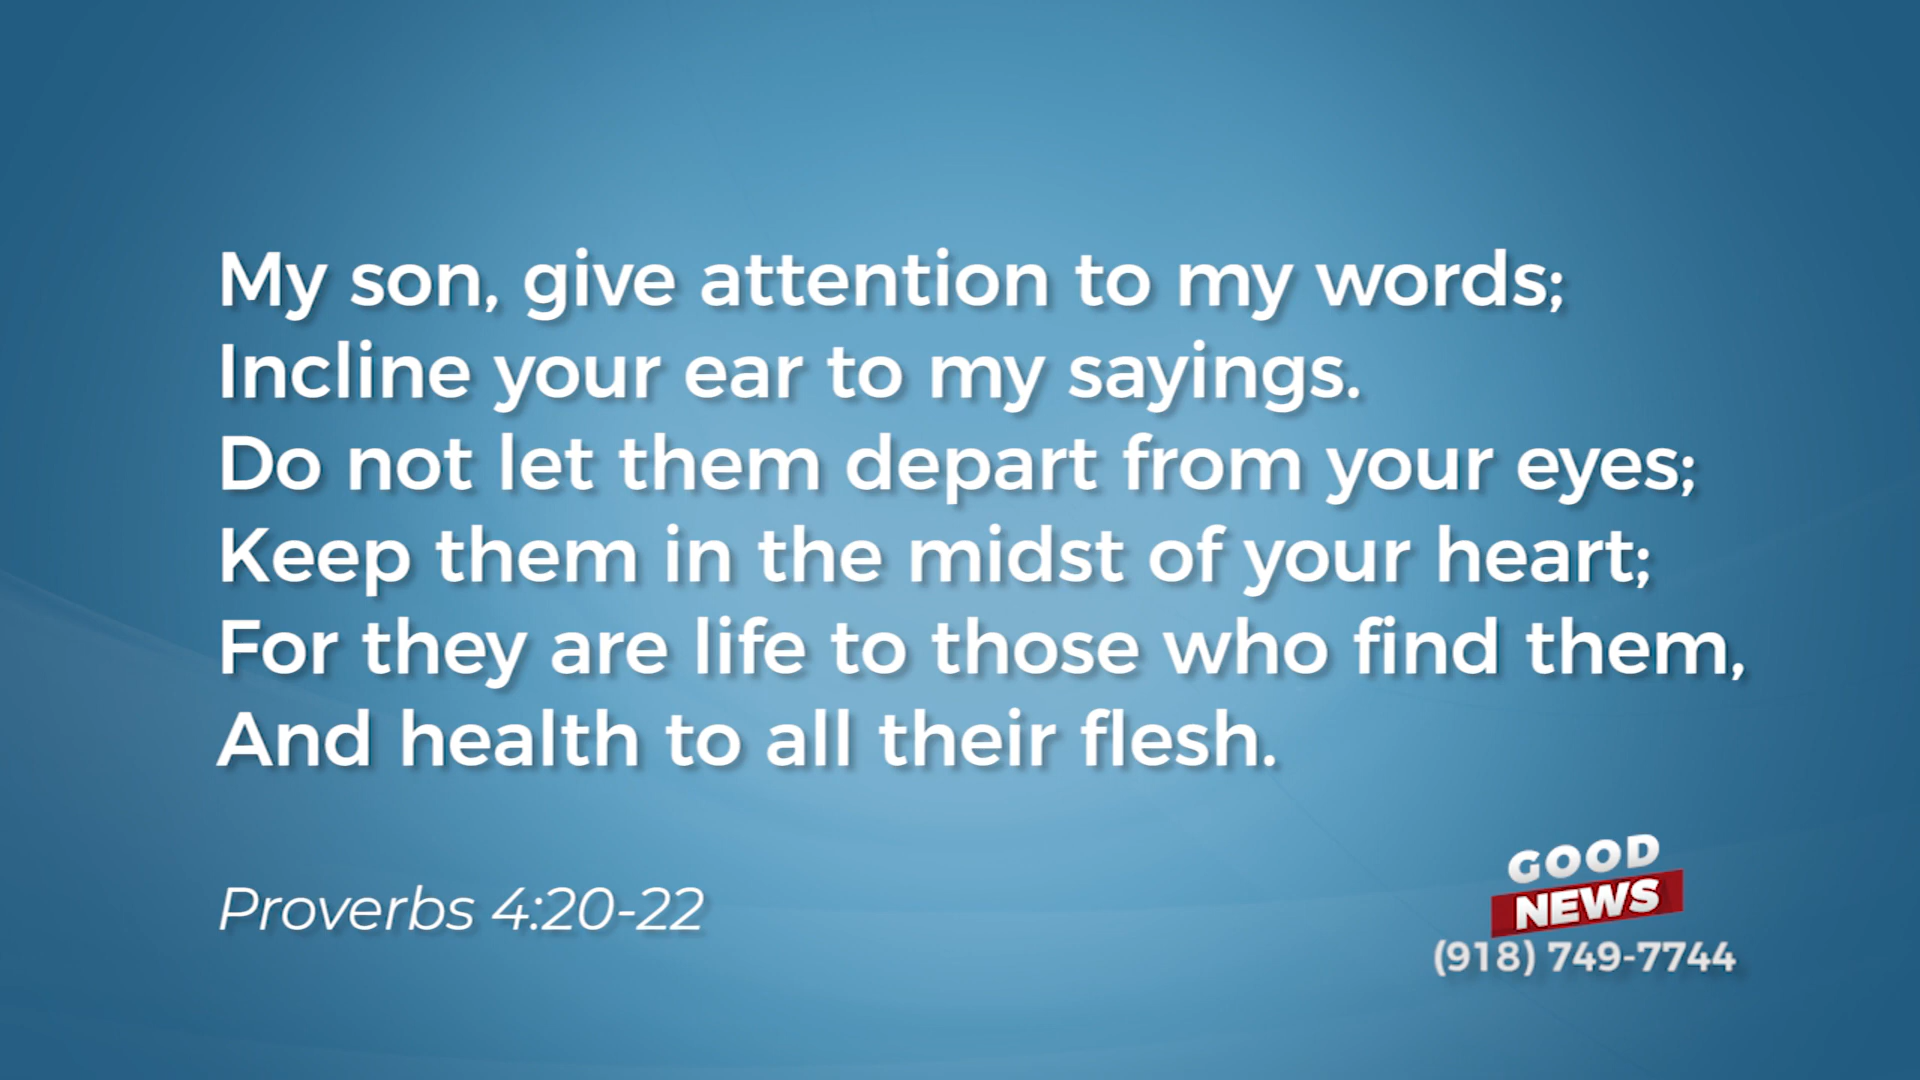 My son, give attention to my words;
Incline your ear to my sayings.
Do not let them depart from your eyes;
Keep them in the midst of your heart;
For they are life to those who find them,
And health to all their flesh.
Proverbs 4:20-22
GOOD
NEWS
(918) 749-7744